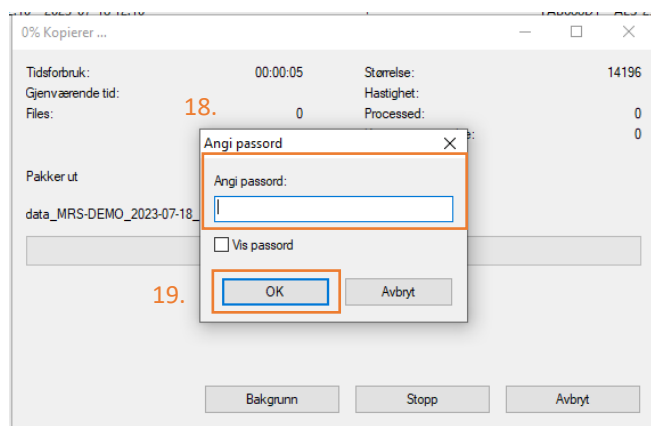 0% Kopierer ...
Tidsforbruk: 00:00:05 Størrelse: 14196
Gjenværende tid: Hastighet:
Files: 0 Processed: 0
18.
0
Angi passord
Pakker ut
Angi passord:
data_MRS-DEMO_2023-07-18_
Vis passord
19.
OK Avbryt
Bakgrunn Stopp Avbryt